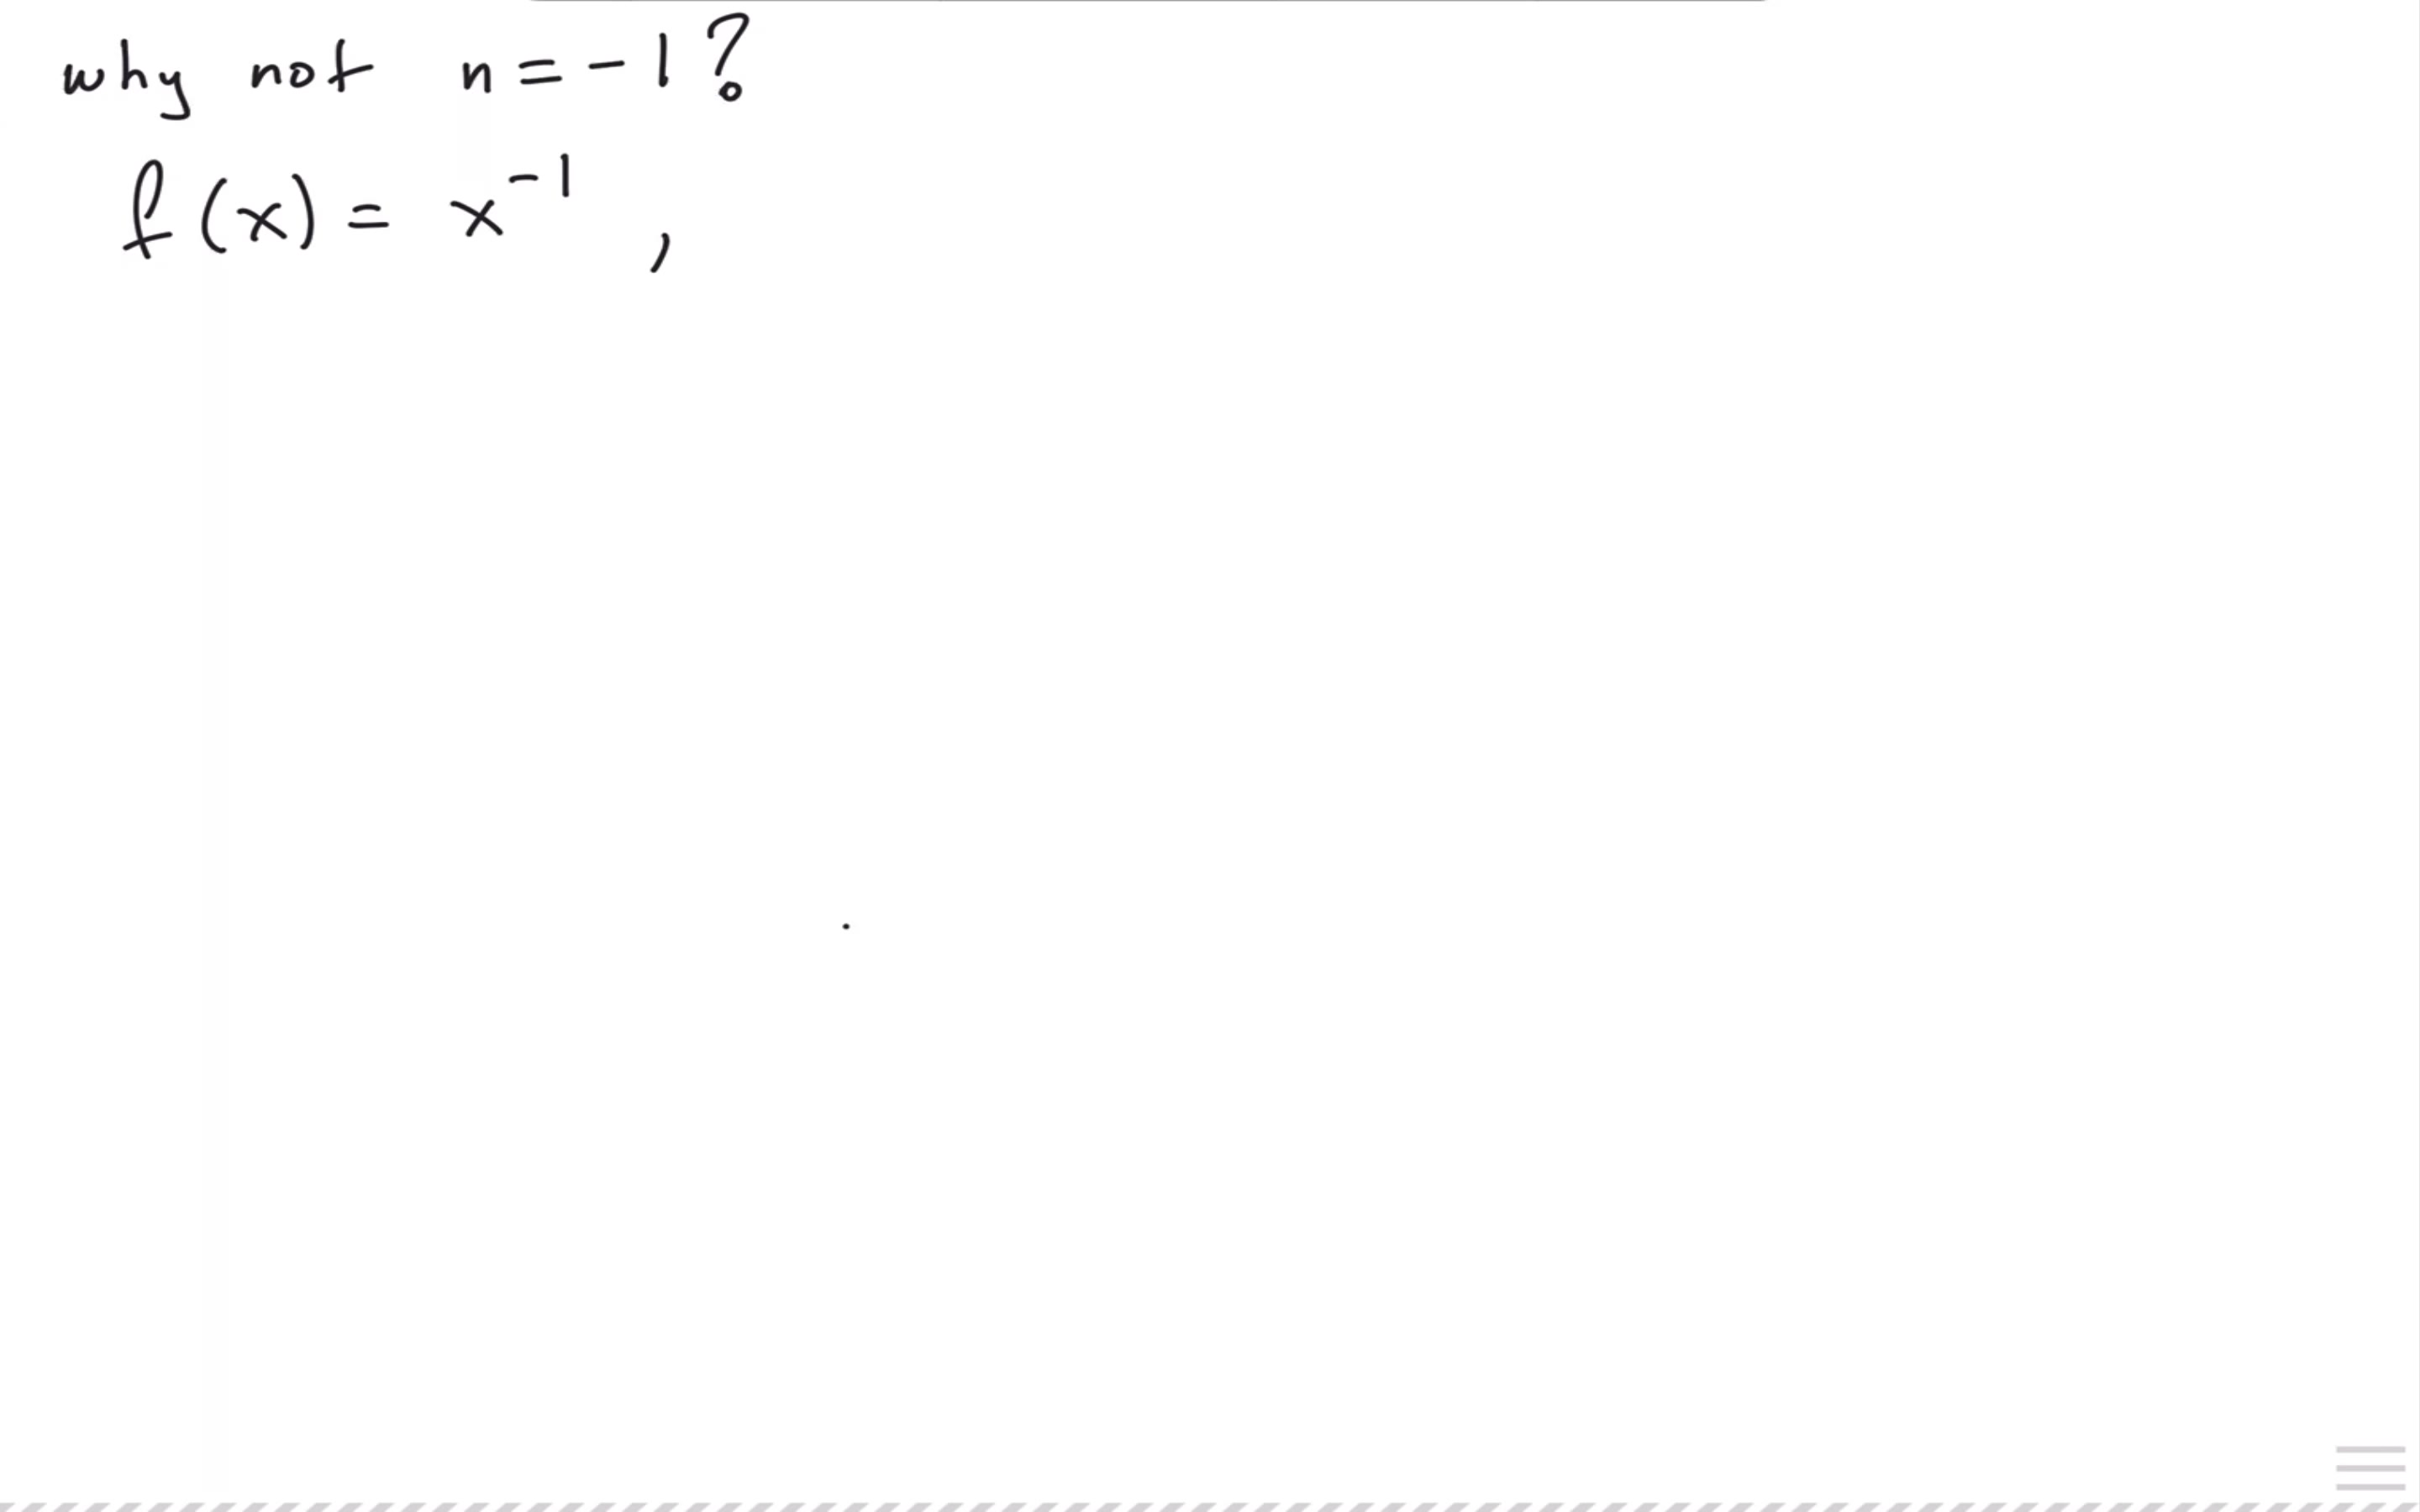 why not n = -1?
f(x) = x⁻¹ ,